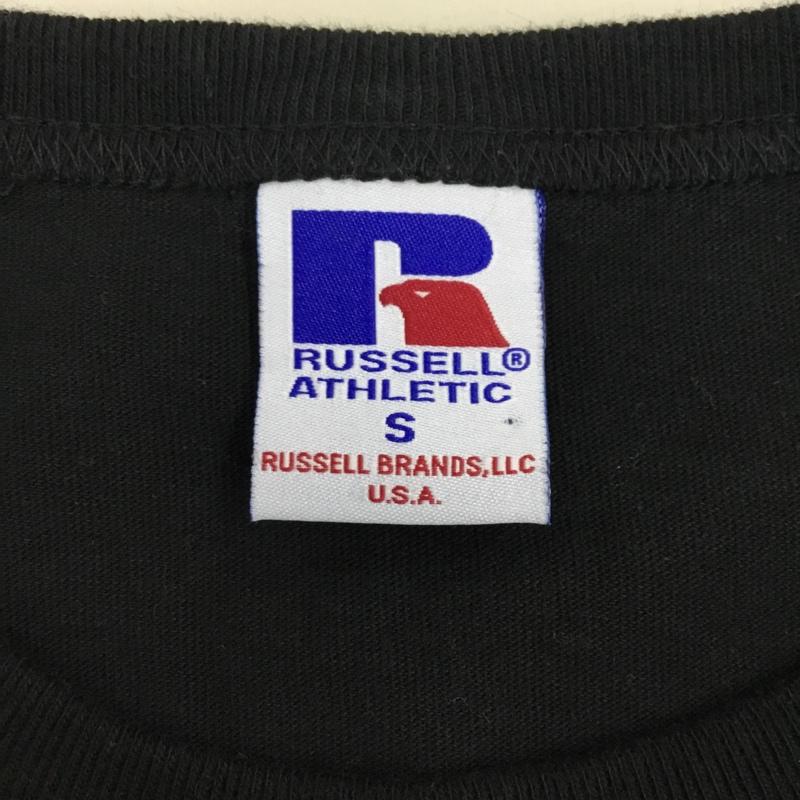 R
RUSSELL®
ATHLETIC
S
RUSSELL BRANDS,LLC
U.S.A.